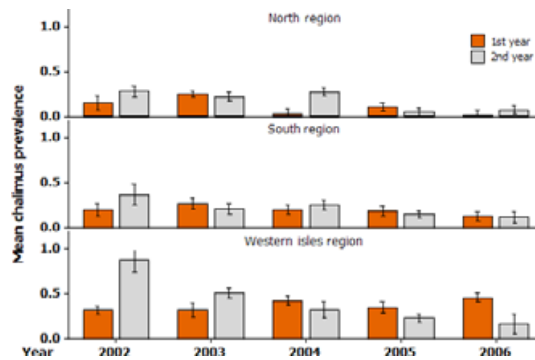 North region
1.0
0.5
0.0
1st year
2nd year
South region
1.0
0.5
0.0
Western isles region
1.0
0.5
0.0
Mean chalimus prevalence
Year 2002 2003 2004 2005 2006